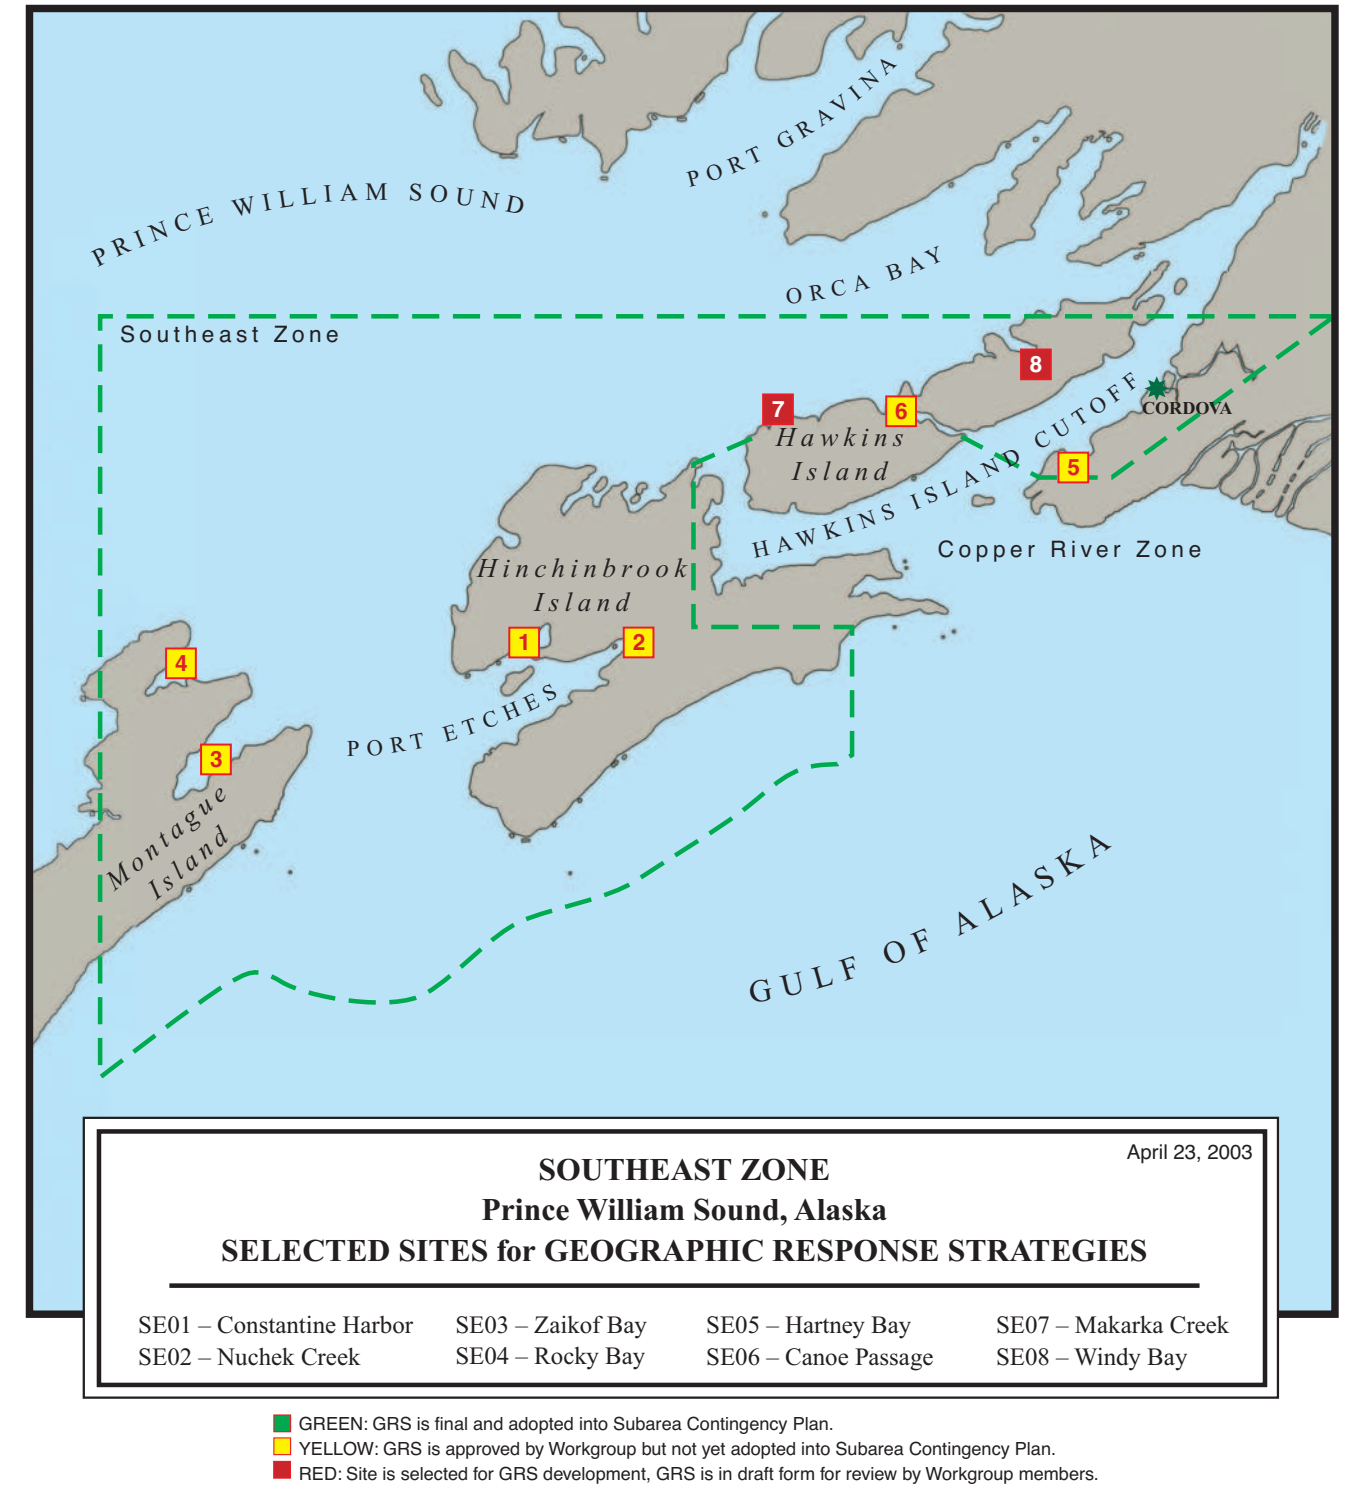 PRINCE WILLIAM SOUND
PORT GRAVINA
ORCA BAY
Southeast Zone
8
7
6
CORDOVA
Hawkins
Island
HAWKINS ISLAND CUTOFF
5
Copper River Zone
Hinchinbrook
Island
1
2
4
PORT ETCHES
3
Montague
Island
GULF OF ALASKA
April 23, 2003
SOUTHEAST ZONE
Prince William Sound, Alaska
SELECTED SITES for GEOGRAPHIC RESPONSE STRATEGIES
SE01 – Constantine Harbor
SE02 – Nuchek Creek
SE03 – Zaikof Bay
SE04 – Rocky Bay
SE05 – Hartney Bay
SE06 – Canoe Passage
SE07 – Makarka Creek
SE08 – Windy Bay
GREEN: GRS is final and adopted into Subarea Contingency Plan.
YELLOW: GRS is approved by Workgroup but not yet adopted into Subarea Contingency Plan.
RED: Site is selected for GRS development, GRS is in draft form for review by Workgroup members.